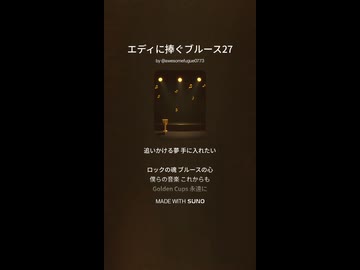 エディに捧ぐブルース27
by @awesomefugue0773
追いかける夢 手に入れたい
ロックの魂 ブルースの心
僕らの音楽 これからも
Golden Cups 永遠に
MADE WITH SUNO